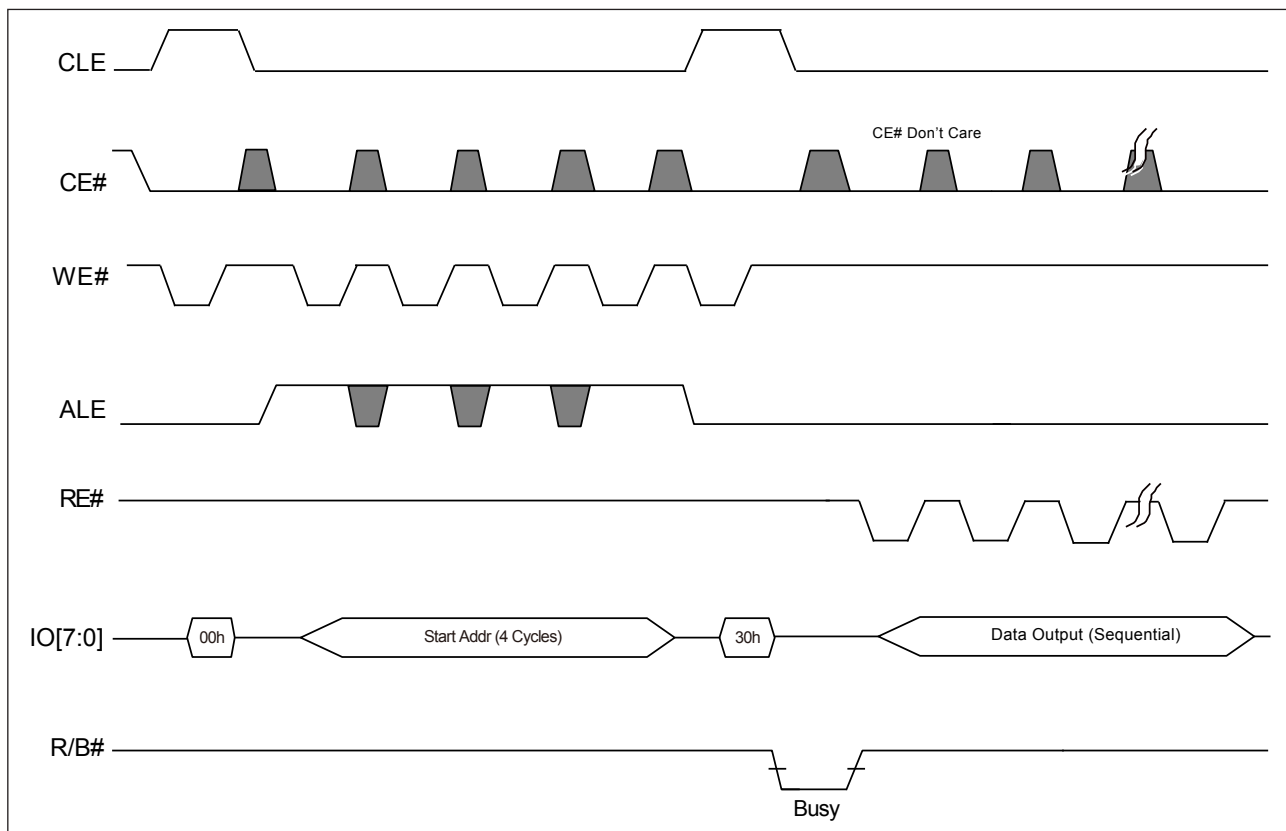 CLE
CE# Don’t Care
CE#
WE#
ALE
RE#
IO[7:0]
00h
Start Addr (4 Cycles)
30h
Data Output (Sequential)
R/B#
Busy